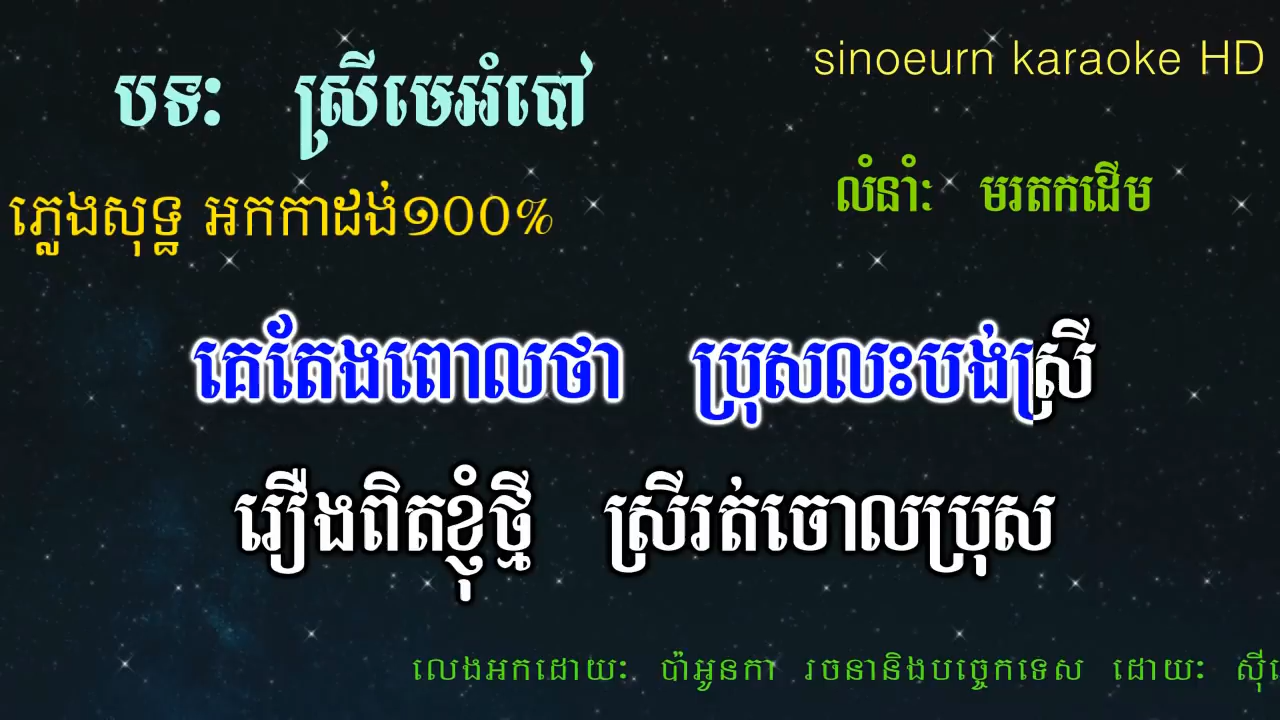 sinoeurn karaoke HD
បទ៖ ស្រីមេអំបៅ
លំនាំ៖ មរតកដើម
ភ្លេងសុទ្ធ អកកាដង់១០០%
គេតែងពោលថា ប្រុសលះបង់ស្រី
រឿងពិតខ្ញុំថ្មី ស្រីរត់ចោលប្រុស
លេងអកដោយ៖ ប៉ាអូនកា រចនានិងបច្ចេកទេស ដោយ៖